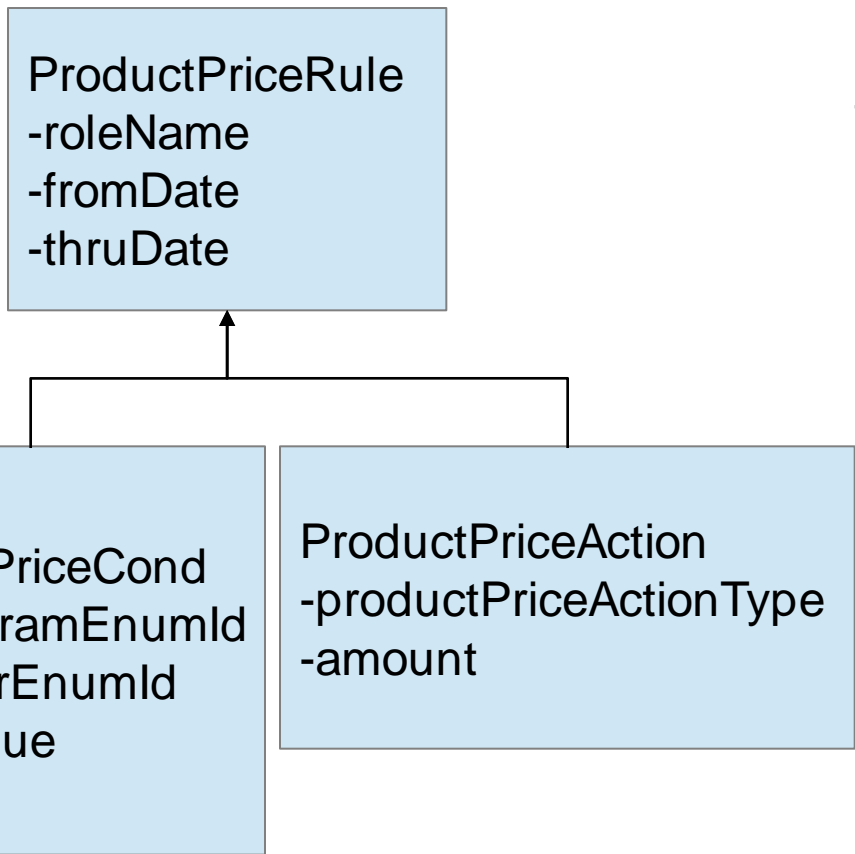 ProductPriceRule
-roleName
-fromDate
-thruDate
PriceCond
ramEnumId
rEnumId
ue
ProductPriceAction
-productPriceActionType
-amount